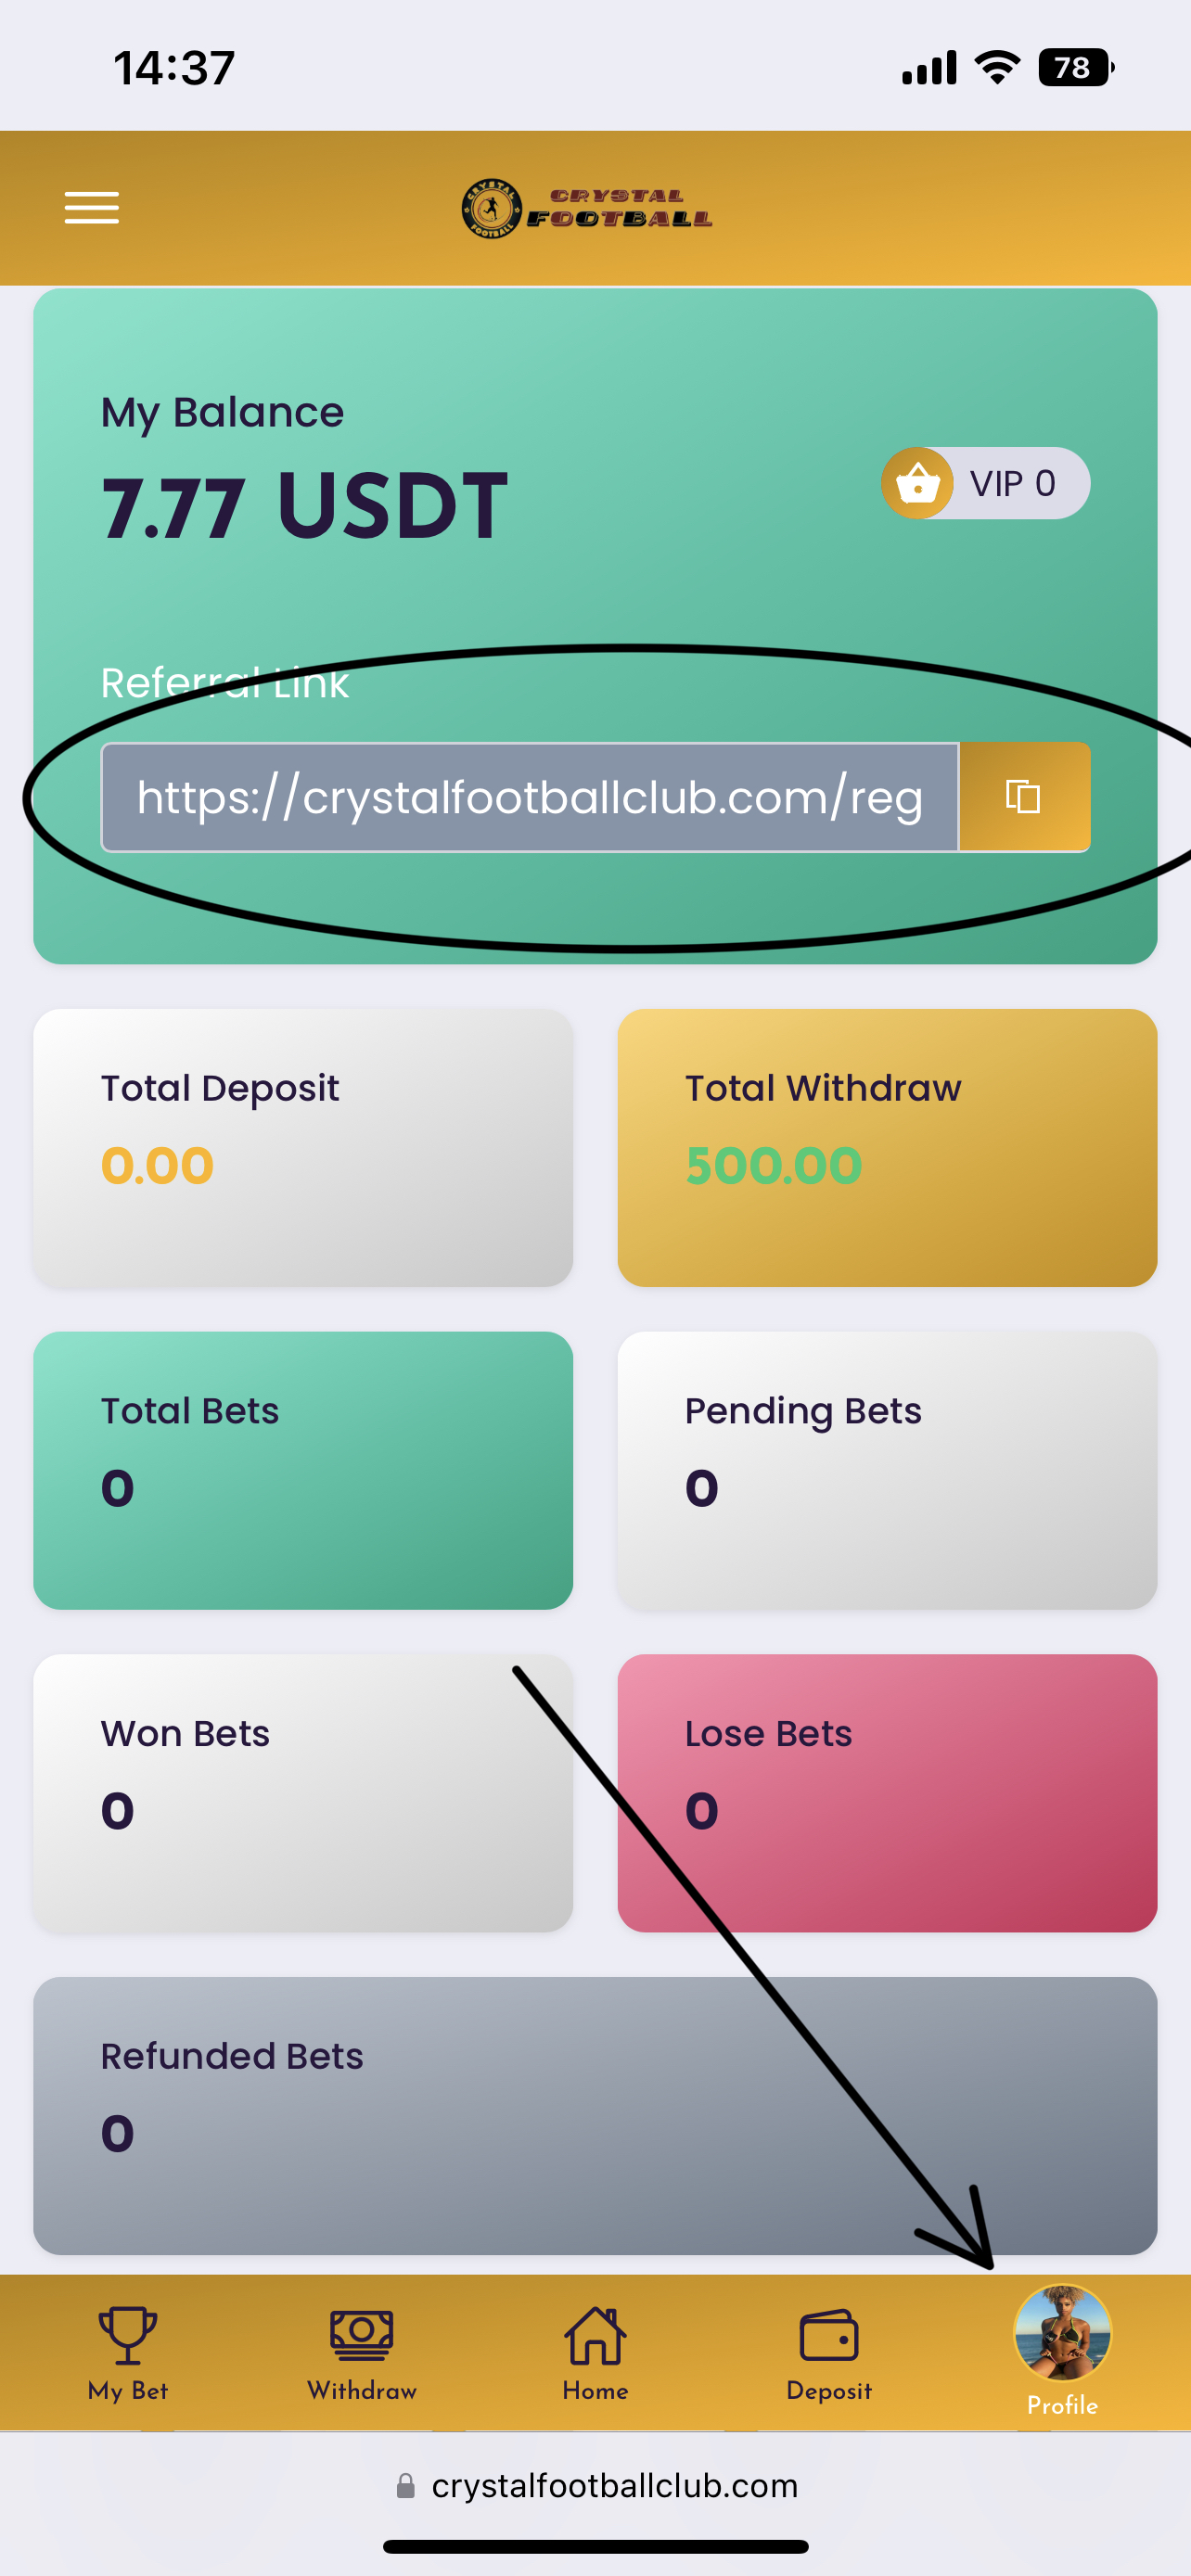 14:37
78
CRYSTAL FOOTBALL
CRYSTAL
FOOTBALL
My Balance
7.77 USDT
VIP 0
Referral Link
https://crystalfootballclub.com/reg
Total Deposit
0.00
Total Withdraw
500.00
Total Bets
0
Pending Bets
0
Won Bets
0
Lose Bets
0
Refunded Bets
0
My Bet
Withdraw
Home
Deposit
Profile
crystalfootballclub.com